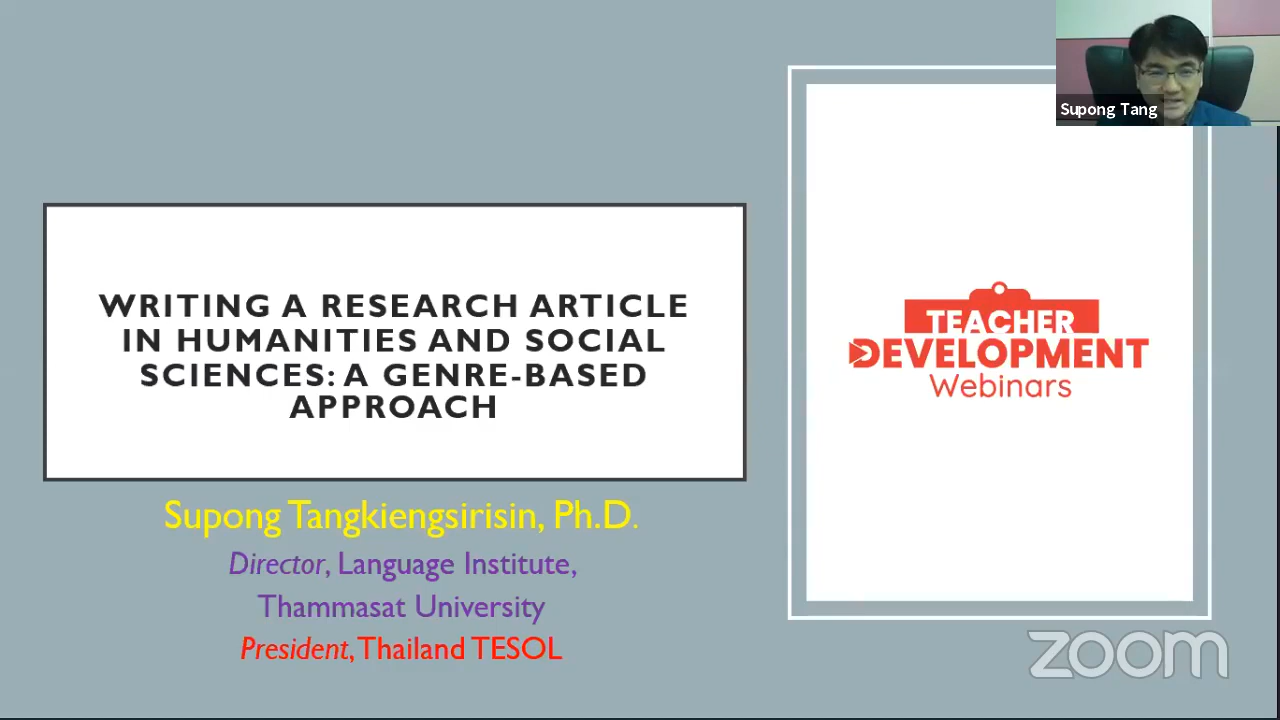 Supong Tang
WRITING A RESEARCH ARTICLE
IN HUMANITIES AND SOCIAL
SCIENCES: A GENRE-BASED
APPROACH
TEACHER
DEVELOPMENT
Webinars
Supong Tangkiengsirisin, Ph.D.
Director, Language Institute,
Thammasat University
President, Thailand TESOL
zoom